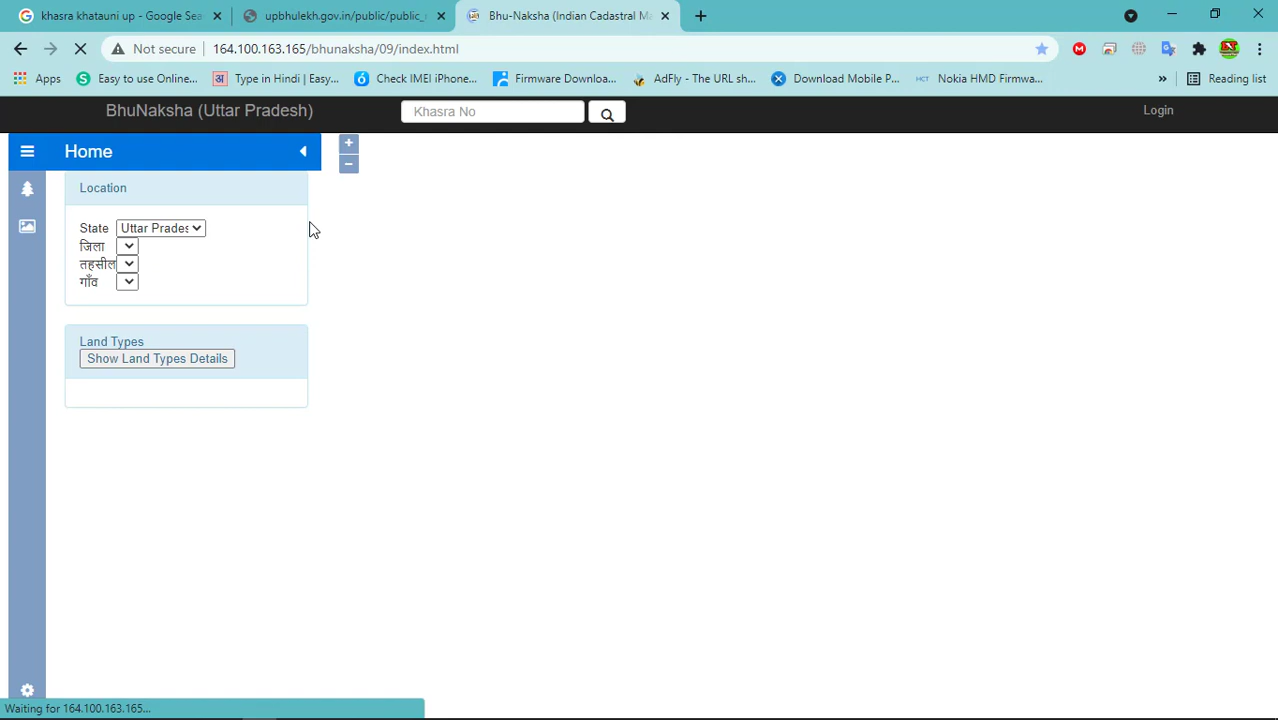 khasra khatauni up - Google Sea
upbhulekh.gov.in/public/public_
Bhu-Naksha (Indian Cadastral Ma
Not secure
164.100.163.165/bhunaksha/09/index.html
Apps
Easy to use Online...
Type in Hindi | Easy...
Check IMEI iPhone...
Firmware Downloa...
AdFly - The URL sh...
Download Mobile P...
HCT
Nokia HMD Firmwa...
Reading list
BhuNaksha (Uttar Pradesh)
Khasra No
Login
Home
Location
State Uttar Prades
जिला
तहसील
गाँव
Land Types
Show Land Types Details
Waiting for 164.100.163.165...